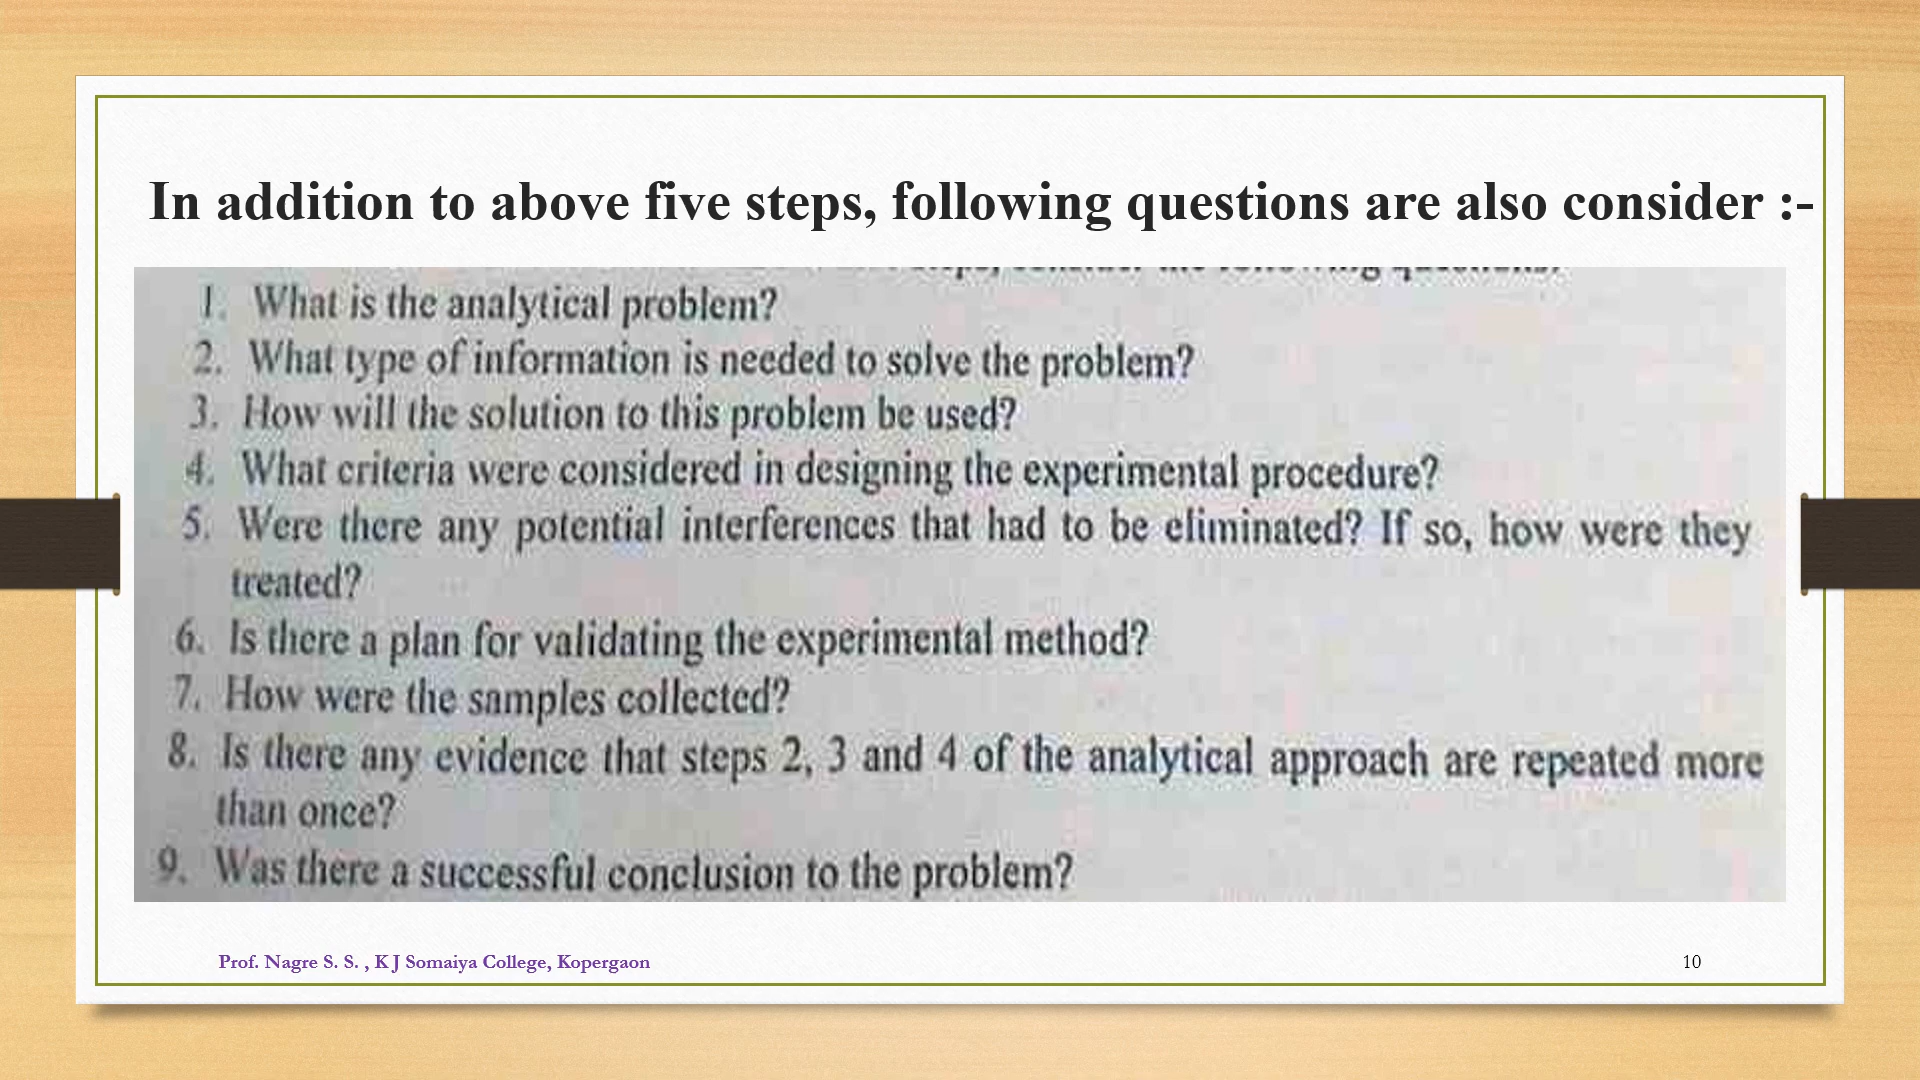 In addition to above five steps, following questions are also consider :-
steps, consider the following questions:
1. What is the analytical problem?
2. What type of information is needed to solve the problem?
3. How will the solution to this problem be used?
4. What criteria were considered in designing the experimental procedure?
5. Were there any potential interferences that had to be eliminated? If so, how were they
treated?
6. Is there a plan for validating the experimental method?
7. How were the samples collected?
8. Is there any evidence that steps 2, 3 and 4 of the analytical approach are repeated more
than once?
9. Was there a successful conclusion to the problem?
Prof. Nagre S. S. , K J Somaiya College, Kopergaon
10